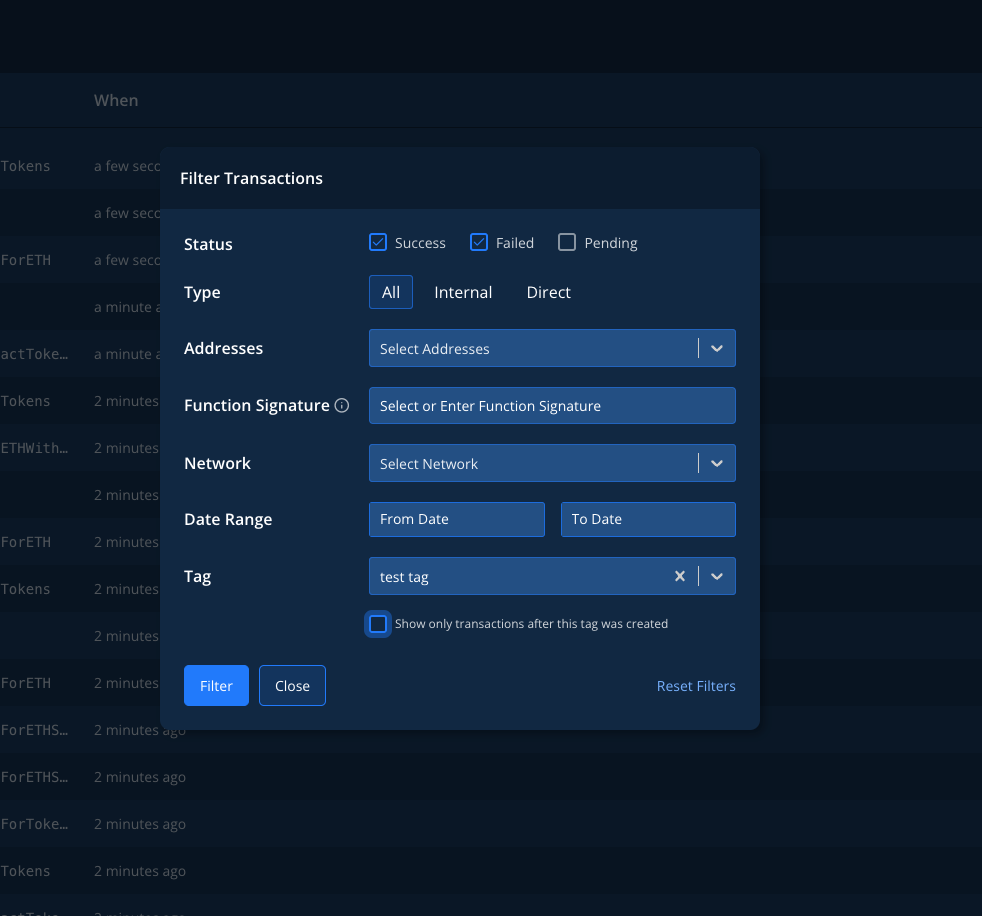 When
Tokens a few seco
a few seco
ForETH a few seco
a minute a
actToke… a minute a
Tokens 2 minutes
ETHWith… 2 minutes
2 minutes
ForETH 2 minutes
Tokens 2 minutes
2 minutes
ForETH 2 minutes
ForETHS… 2 minutes ago
ForETHS… 2 minutes ago
ForToke… 2 minutes ago
Tokens 2 minutes ago
Filter Transactions
Status Success Failed Pending
Type All Internal Direct
Addresses Select Addresses
Function Signature Select or Enter Function Signature
Network Select Network
Date Range From Date To Date
Tag test tag
Show only transactions after this tag was created
Filter Close Reset Filters